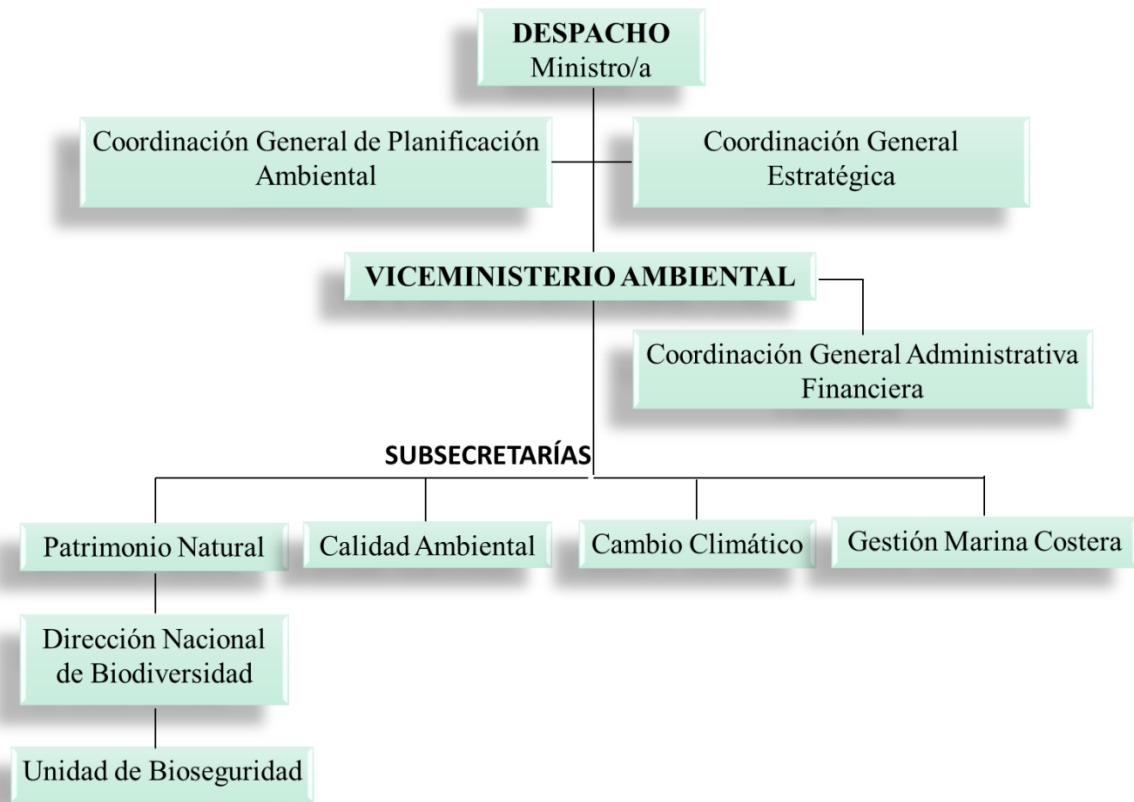 DESPACHO
Ministro/a
Coordinación General de Planificación
Ambiental
Coordinación General
Estratégica
VICEMINISTERIO AMBIENTAL
Coordinación General Administrativa
Financiera
SUBSECRETARÍAS
Patrimonio Natural
Calidad Ambiental
Cambio Climático
Gestión Marina Costera
Dirección Nacional
de Biodiversidad
Unidad de Bioseguridad